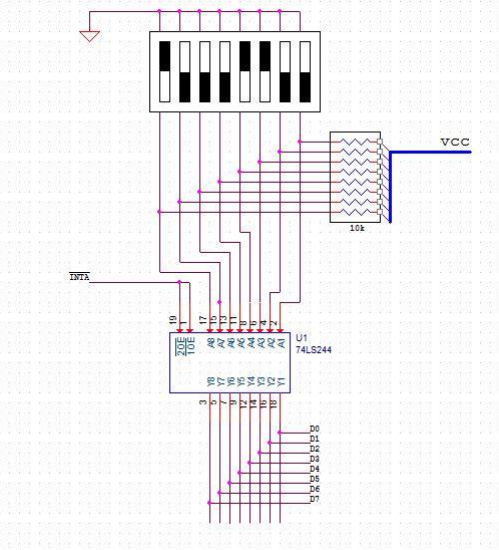 VCC
10k
INTA
19
1
17
15
13
11
8
6
4
2
U1
74LS244
2OE
1OE
A8
A7
A6
A5
A4
A3
A2
A1
Y8
Y7
Y6
Y5
Y4
Y3
Y2
Y1
3
5
7
9
12
14
16
18
D0
D1
D2
D3
D4
D5
D6
D7